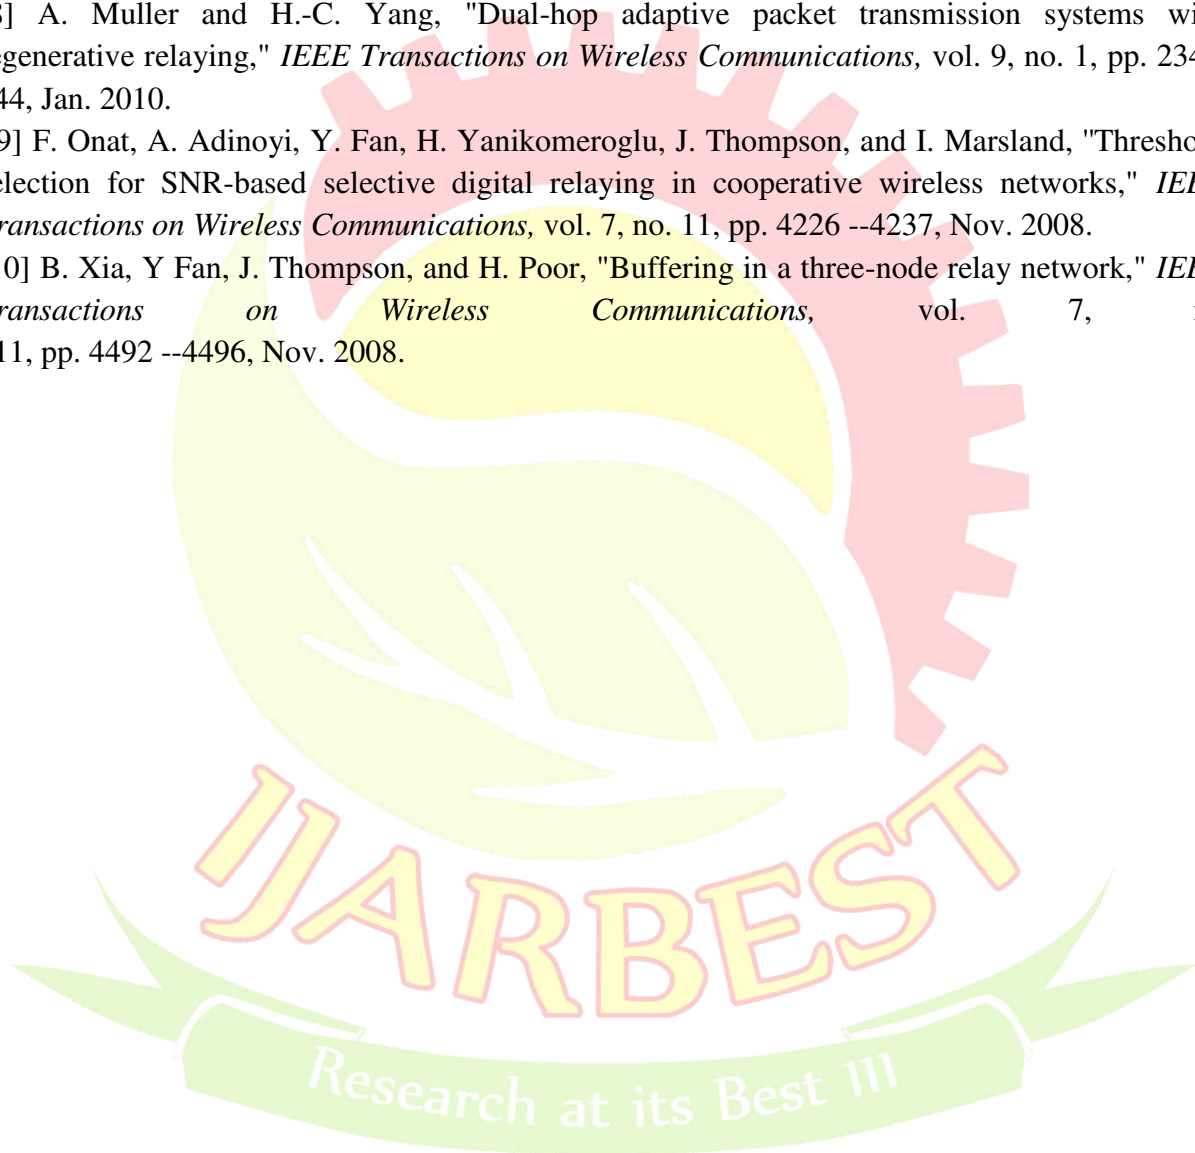 8] A. Muller and H.-C. Yang, "Dual-hop adaptive packet transmission systems wi
egenerative relaying," IEEE Transactions on Wireless Communications, vol. 9, no. 1, pp. 234
44, Jan. 2010.
9] F. Onat, A. Adinoyi, Y. Fan, H. Yanikomeroglu, J. Thompson, and I. Marsland, "Thresho
election for SNR-based selective digital relaying in cooperative wireless networks," IEE
ransactions on Wireless Communications, vol. 7, no. 11, pp. 4226 --4237, Nov. 2008.
10] B. Xia, Y Fan, J. Thompson, and H. Poor, "Buffering in a three-node relay network," IEE
ransactions on Wireless Communications, vol. 7,
11, pp. 4492 --4496, Nov. 2008.
IJARBEST
Research at its Best !!!